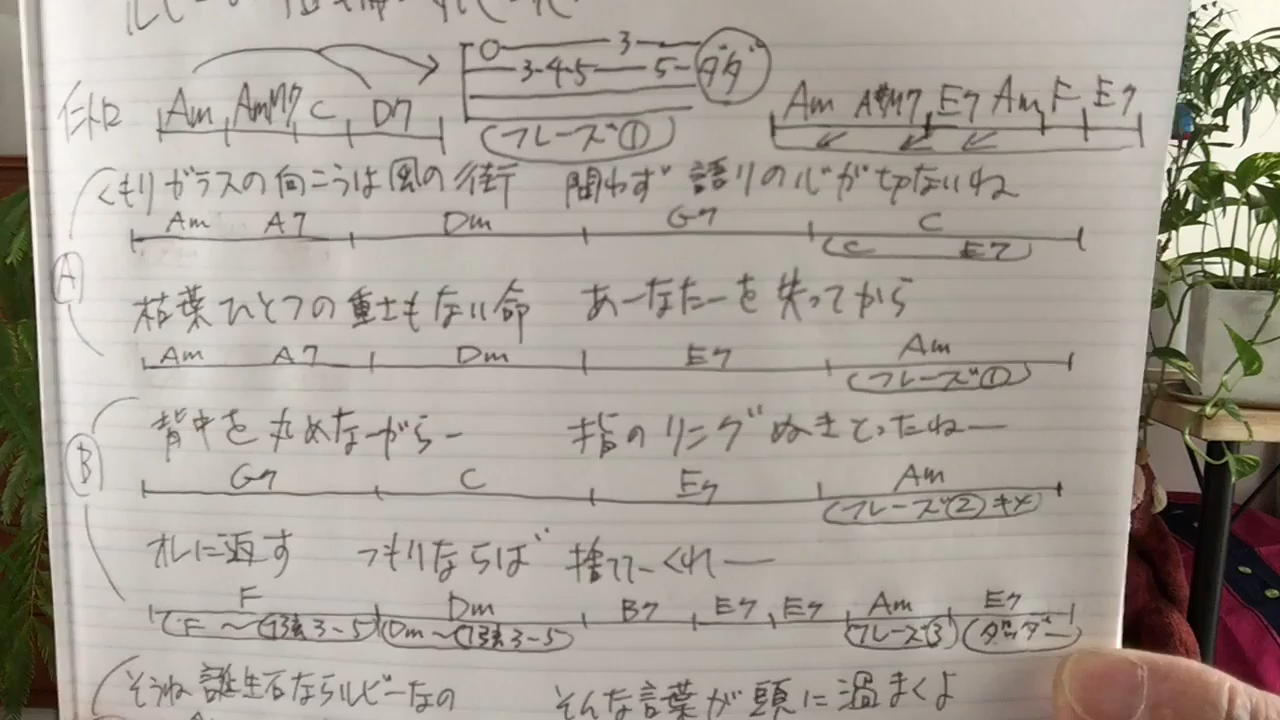 イントロ Am AmM7 C D7 0 3 3-4-5 5- ダダ (フレーズ①) Am E7 Am F E7
くもりガラスの向こうは風の街 問わず語りの心が切ないね
Am A7 Dm G7 C
(C E7)
Ⓐ
枯葉ひとつの重さもない命 あーなたーを失ってから
Am A7 Dm E7 Am
(フレーズ①)
Ⓑ
背中を丸めなーがらー 指のリングぬきとったねー
G7 C E7 Am
(フレーズ②キメ)
オレに返す つもりならば 捨ててーくれー
F Dm B7 E7 E7 Am E7
(F〜(1弦3-5) (Dm〜(1弦3-5) (フレーズ3) (ダッダー)
そうね誕生石ならルビーなの そんな言葉が頭に渦まくよ